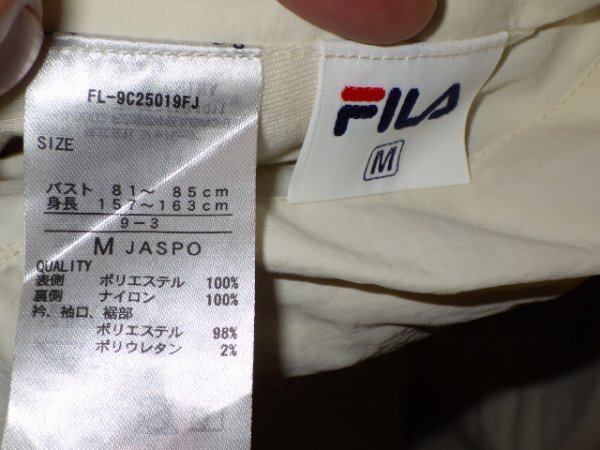 FL-9C25019FJ
SIZE
バスト 81～ 85cm
身長 157～163cm
9-3
M JASPO
QUALITY
表側 ポリエステル 100%
裏側 ナイロン 100%
衿、袖口、裾部
ポリエステル 98%
ポリウレタン 2%
FILA
M